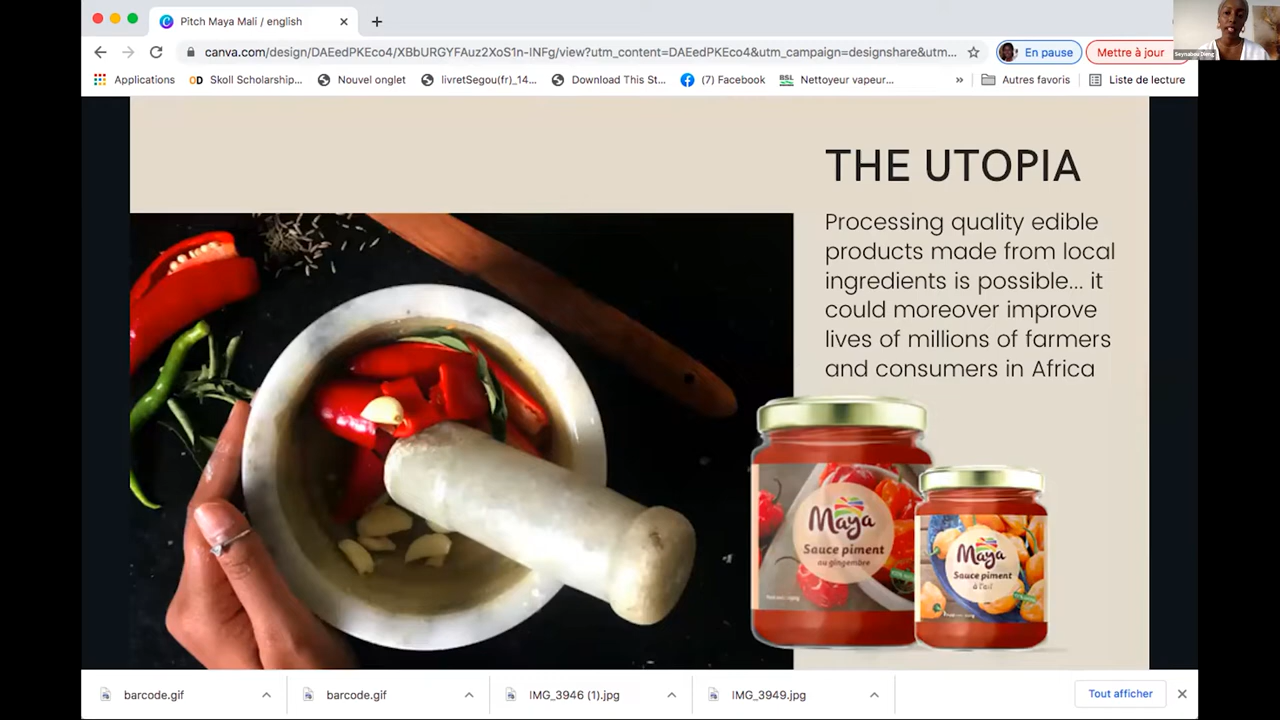 Pitch Maya Mali / english
canva.com/design/DAEedPKEco4/XBbURGYFAuz2XoS1n-INFg/view?utm_content=DAEedPKEco4&utm_campaign=designshare&utm...
En pause
Mettre à jour
Seynabou Dieng
Applications
Skoll Scholarship...
Nouvel onglet
livretSegou(fr)_14...
Download This St...
(7) Facebook
BSL
Nettoyeur vapeur...
»
Autres favoris
Liste de lecture
THE UTOPIA
Processing quality edible
products made from local
ingredients is possible... it
could moreover improve
lives of millions of farmers
and consumers in Africa
Maya
Sauce piment
au gingembre
Maya
Sauce piment
à l'ail
barcode.gif
barcode.gif
IMG_3946 (1).jpg
IMG_3949.jpg
Tout afficher